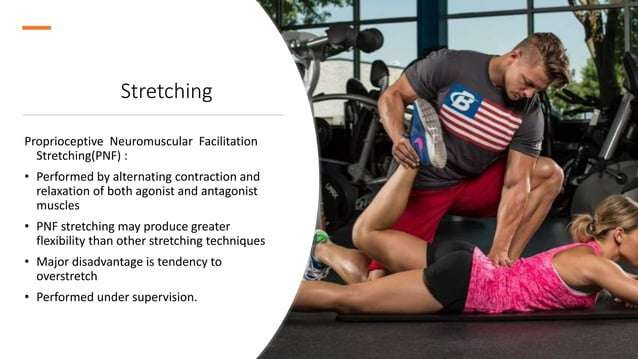 Stretching
Proprioceptive Neuromuscular Facilitation
Stretching(PNF) :
• Performed by alternating contraction and
relaxation of both agonist and antagonist
muscles
• PNF stretching may produce greater
flexibility than other stretching techniques
• Major disadvantage is tendency to
overstretch
• Performed under supervision.
B